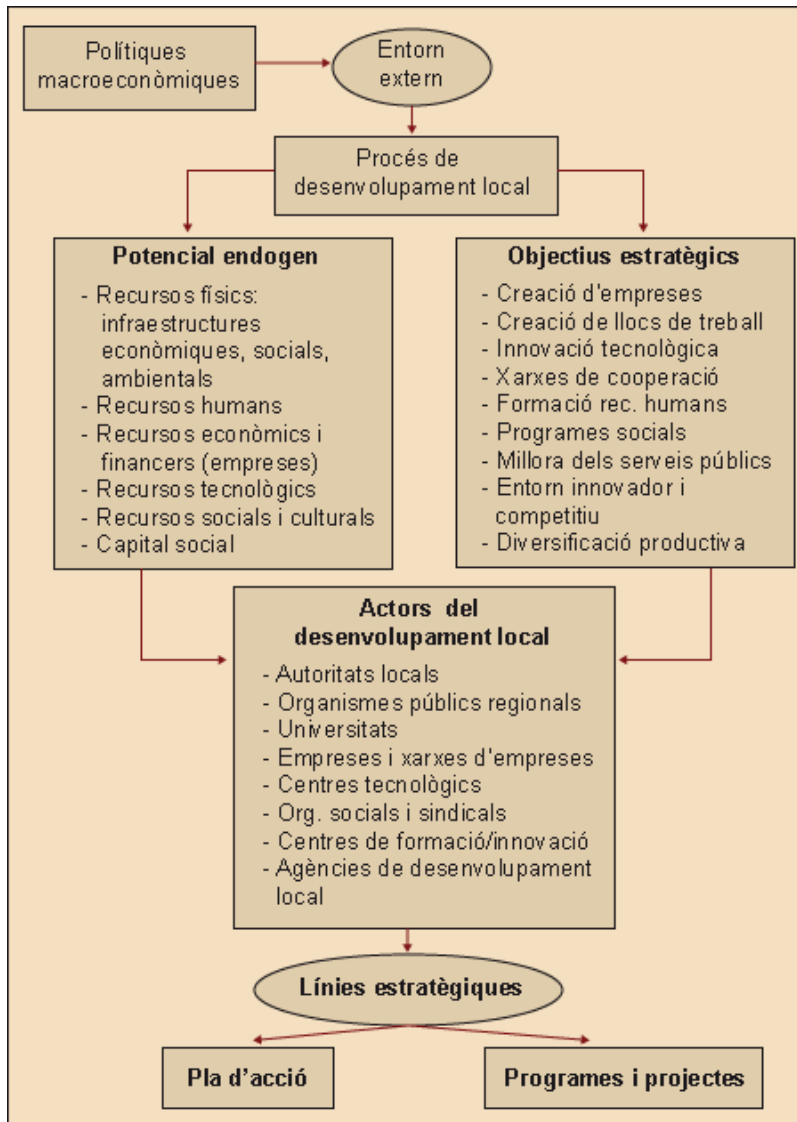 Polítiques
macroeconòmiques
Entorn
extern
Procés de
desenvolupament local
Potencial endogen
- Recursos físics:
infraestructures
econòmiques, socials,
ambientals
- Recursos humans
- Recursos econòmics i
financers (empreses)
- Recursos tecnològics
- Recursos socials i culturals
- Capital social
Objectius estratègics
- Creació d'empreses
- Creació de llocs de treball
- Innovació tecnològica
- Xarxes de cooperació
- Formació rec. humans
- Programes socials
- Millora dels serveis públics
- Entorn innovador i
competitiu
- Diversificació productiva
Actors del
desenvolupament local
- Autoritats locals
- Organismes públics regionals
- Universitats
- Empreses i xarxes d'empreses
- Centres tecnològics
- Org. socials i sindicals
- Centres de formació/innovació
- Agències de desenvolupament
local
Línies estratègiques
Pla d'acció
Programes i projectes